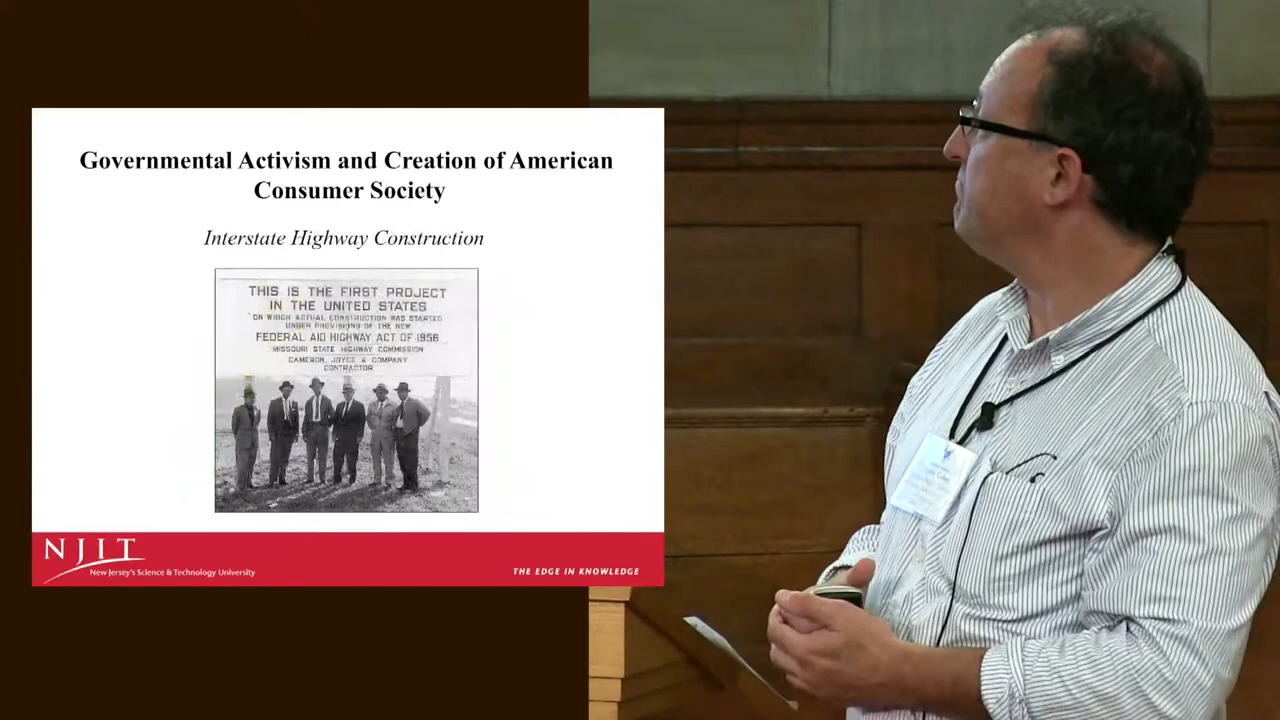 Governmental Activism and Creation of American
Consumer Society
Interstate Highway Construction
THIS IS THE FIRST PROJECT
IN THE UNITED STATES
ON WHICH ACTUAL CONSTRUCTION WAS STARTED
UNDER PROVISIONS OF THE NEW
FEDERAL AID HIGHWAY ACT OF 1956
MISSOURI STATE HIGHWAY COMMISSION
CAMERON, JOYCE & COMPANY
CONTRACTOR
NJIT
New Jersey's Science & Technology University
THE EDGE IN KNOWLEDGE